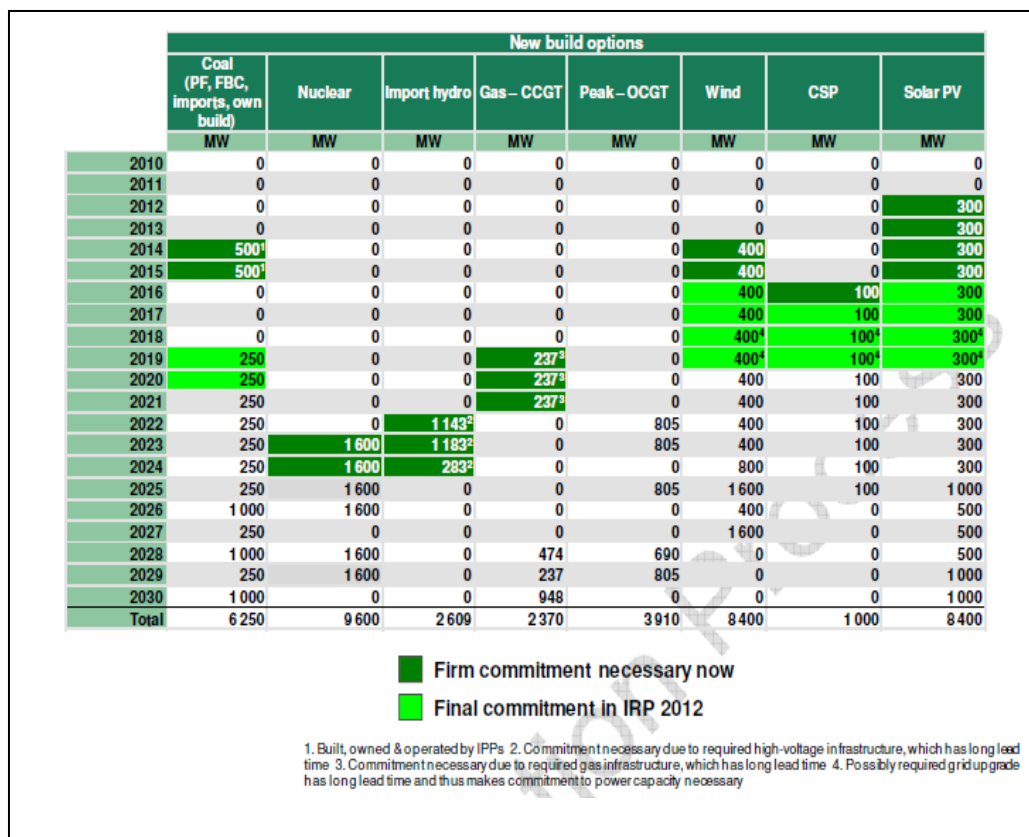 New build options
Coal (PF, FBC, imports, own build) Nuclear Import hydro Gas – CCGT Peak – OCGT Wind CSP Solar PV
MW MW MW MW MW MW MW MW
2010 0 0 0 0 0 0 0 0
2011 0 0 0 0 0 0 0 0
2012 0 0 0 0 0 0 0 300
2013 0 0 0 0 0 0 0 300
2014 500¹ 0 0 0 0 400 0 300
2015 500¹ 0 0 0 0 400 0 300
2016 0 0 0 0 0 400 100 300
2017 0 0 0 0 0 400 100 300
2018 0 0 0 0 0 400⁴ 100⁴ 300⁴
2019 250 0 0 237³ 0 400⁴ 100⁴ 300⁴
2020 250 0 0 237³ 0 400 100 300
2021 250 0 0 237³ 0 400 100 300
2022 250 0 1 143² 0 805 400 100 300
2023 250 1 600 1 183² 0 805 400 100 300
2024 250 1 600 283² 0 0 800 100 300
2025 250 1 600 0 0 805 1 600 100 1 000
2026 1 000 1 600 0 0 0 400 0 500
2027 250 0 0 0 0 1 600 0 500
2028 1 000 1 600 0 474 690 0 0 500
2029 250 1 600 0 237 805 0 0 1 000
2030 1 000 0 0 948 0 0 0 1 000
Total 6 250 9 600 2 609 2 370 3 910 8 400 1 000 8 400
Firm commitment necessary now
Final commitment in IRP 2012
1. Built, owned & operated by IPPs 2. Commitment necessary due to required high-voltage infrastructure, which has long lead
time 3. Commitment necessary due to required gas infrastructure, which has long lead time 4. Possibly required grid upgrade
has long lead time and thus makes commitment to power capacity necessary